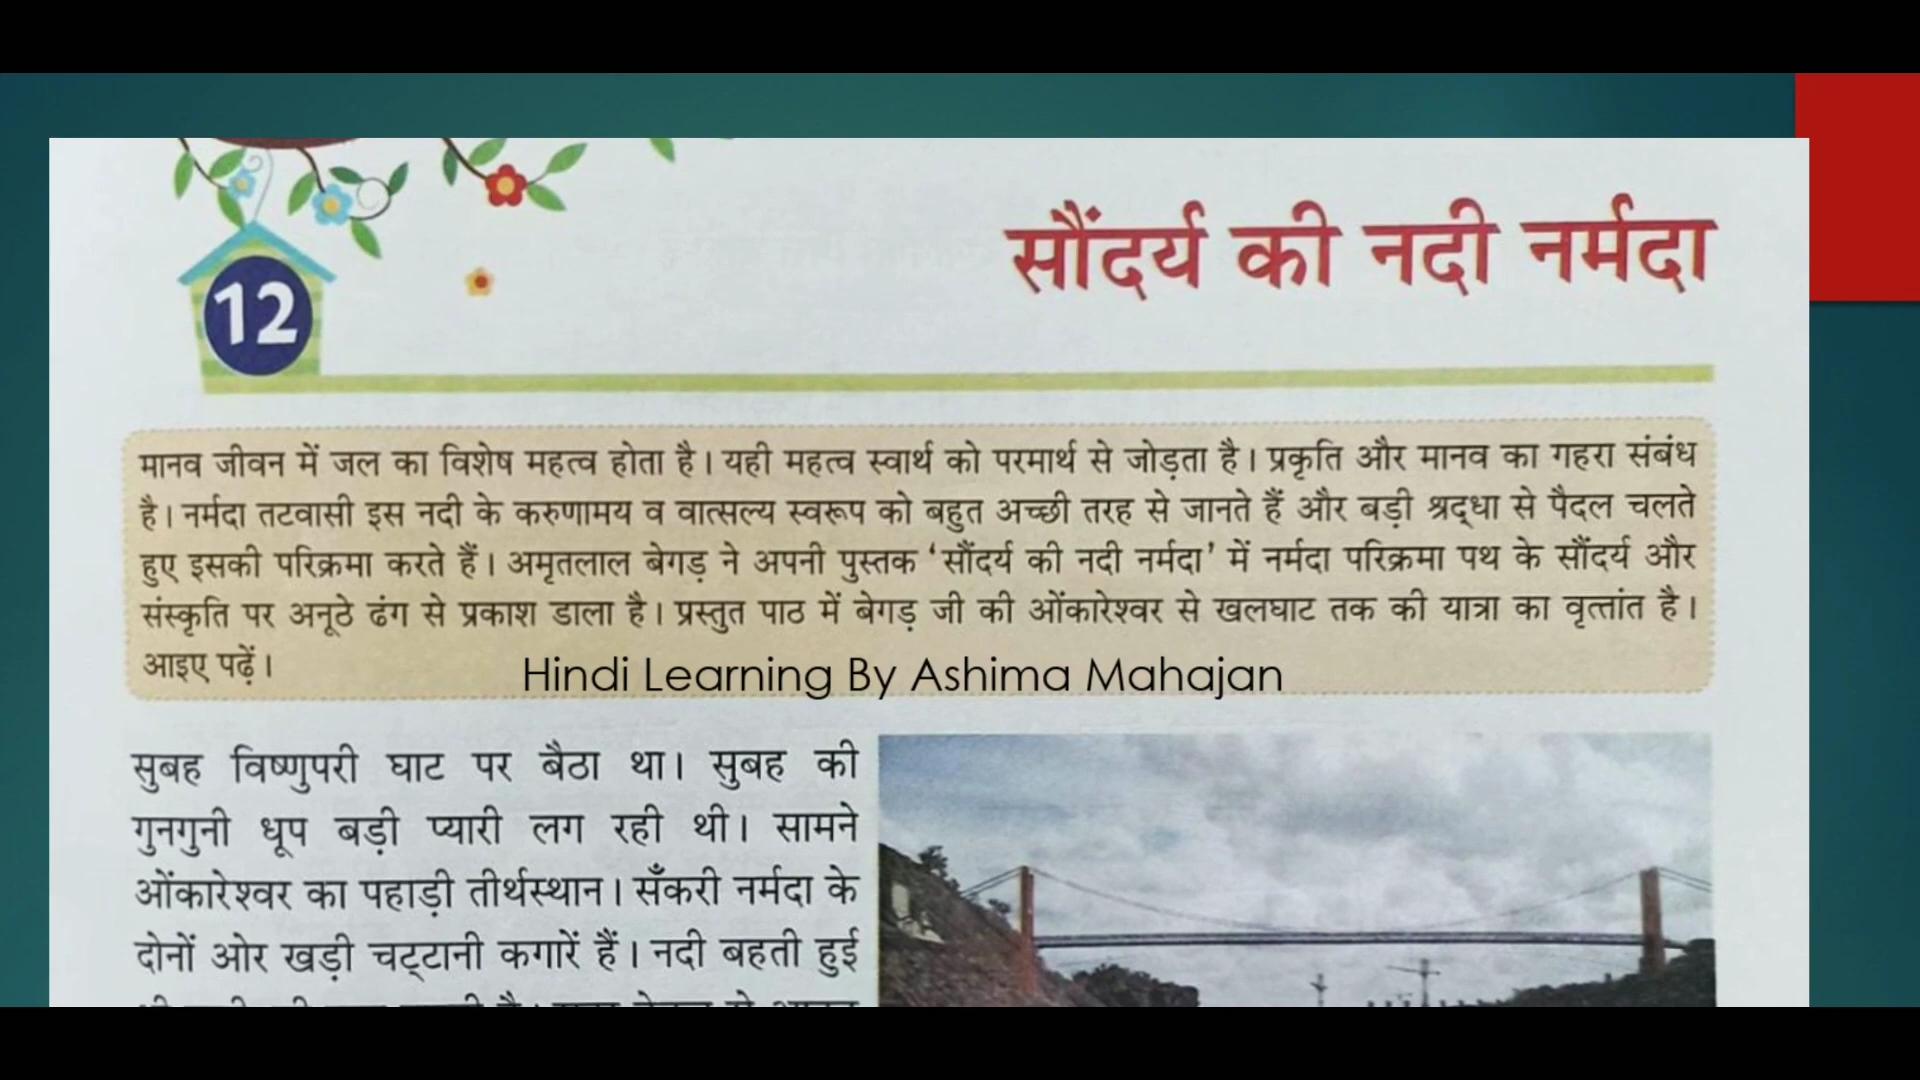 12
सौंदर्य की नदी नर्मदा
मानव जीवन में जल का विशेष महत्व होता है। यही महत्व स्वार्थ को परमार्थ से जोड़ता है। प्रकृति और मानव का गहरा संबंध
है। नर्मदा तटवासी इस नदी के करुणामय व वात्सल्य स्वरूप को बहुत अच्छी तरह से जानते हैं और बड़ी श्रद्धा से पैदल चलते
हुए इसकी परिक्रमा करते हैं। अमृतलाल बेगड़ ने अपनी पुस्तक ‘सौंदर्य की नदी नर्मदा’ में नर्मदा परिक्रमा पथ के सौंदर्य और
संस्कृति पर अनूठे ढंग से प्रकाश डाला है। प्रस्तुत पाठ में बेगड़ जी की ओंकारेश्वर से खलघाट तक की यात्रा का वृत्तांत है।
आइए पढ़ें।
Hindi Learning By Ashima Mahajan
सुबह विष्णुपरी घाट पर बैठा था। सुबह की
गुनगुनी धूप बड़ी प्यारी लग रही थी। सामने
ओंकारेश्वर का पहाड़ी तीर्थस्थान। सँकरी नर्मदा के
दोनों ओर खड़ी चट्टानी कगारें हैं। नदी बहती हुई